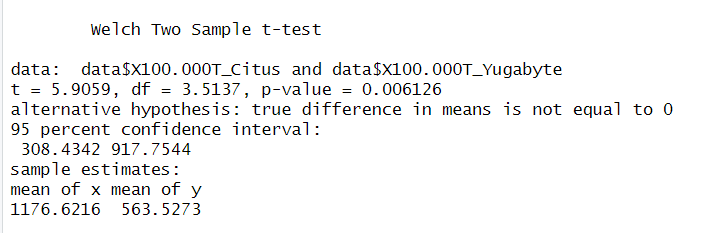 Welch Two Sample t-test
data:  data$X100.000T_Citus and data$X100.000T_Yugabyte
t = 5.9059, df = 3.5137, p-value = 0.006126
alternative hypothesis: true difference in means is not equal to 0
95 percent confidence interval:
308.4342 917.7544
sample estimates:
mean of x mean of y
1176.6216  563.5273